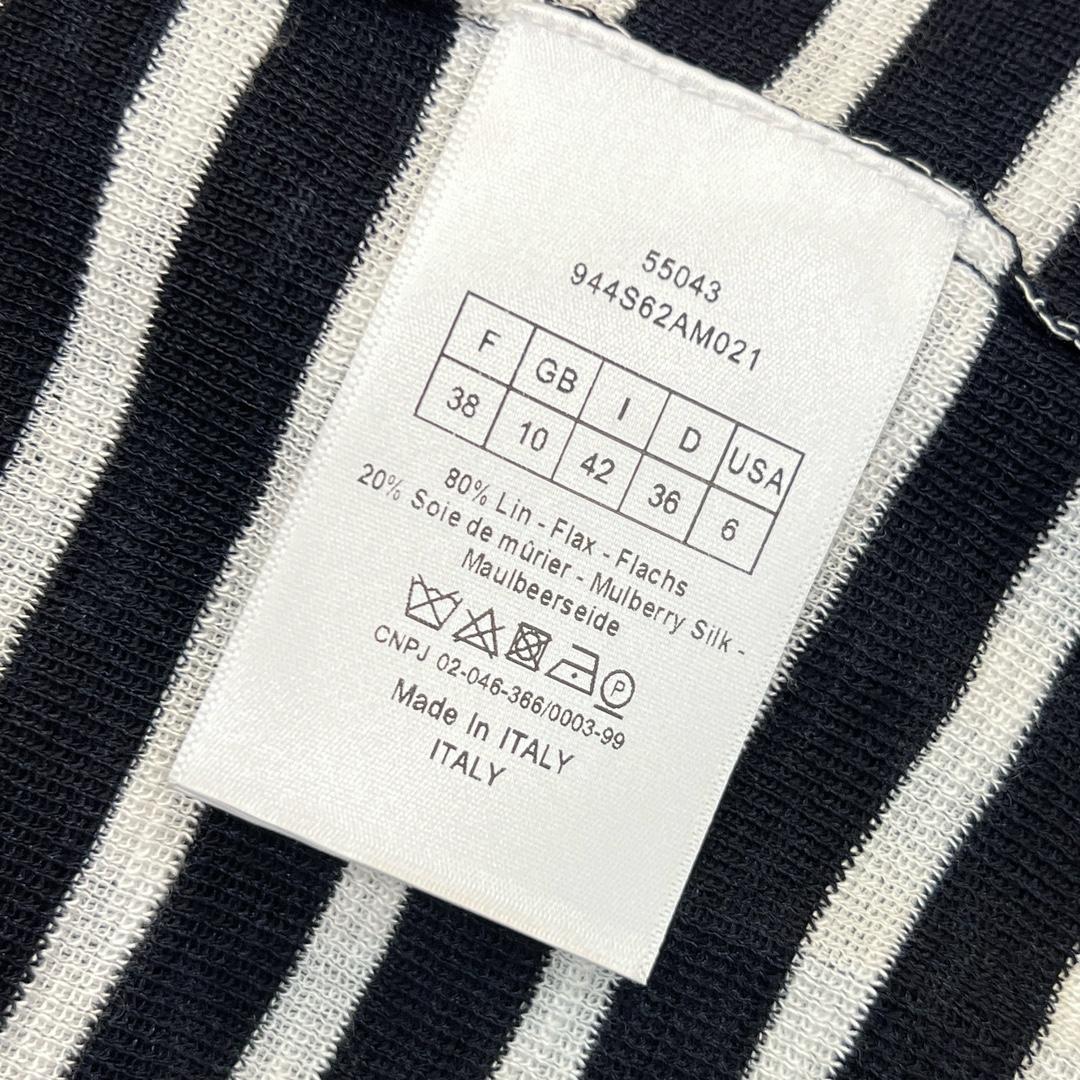 55043
944S62AM021
F GB I D USA
38 10 42 36 6
80% Lin - Flax - Flachs
20% Soie de mûrier - Mulberry Silk -
Maulbeerseide
P
CNPJ 02-046-366/0003-99
Made In ITALY
ITALY